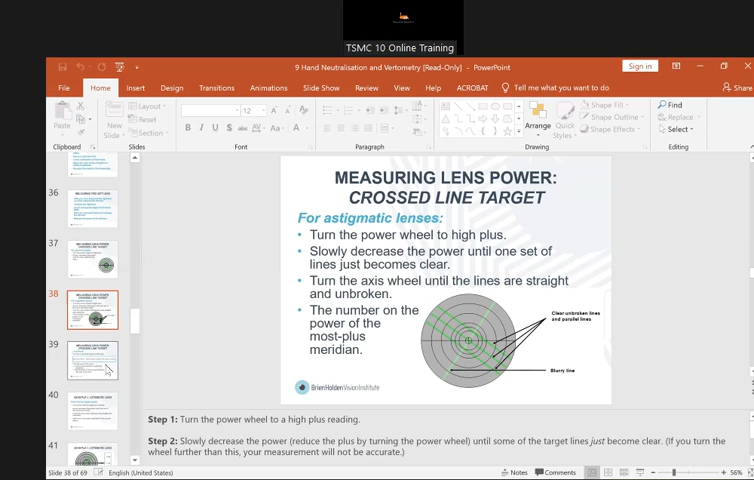 TSMC 10 Online Training
9 Hand Neutralisation and Vertometry [Read-Only] - PowerPoint
Sign in
File Home Insert Design Transitions Animations Slide Show Review View Help ACROBAT Tell me what you want to do Share
Paste
New
Slide
Layout
Reset
Section
Arrange
Quick
Styles
Shape Fill
Shape Outline
Shape Effects
Find
Replace
Select
Clipboard Slides Font Paragraph Drawing Editing
36
37
38
39
40
41
MEASURING LENS POWER:
CROSSED LINE TARGET
For astigmatic lenses:
• Turn the power wheel to high plus.
• Slowly decrease the power until one set of
lines just becomes clear.
• Turn the axis wheel until the lines are straight
and unbroken.
• The number on the
power of the
most-plus
meridian.
Clear unbroken lines
and parallel lines
Blurry line
BrienHoldenVisionInstitute
Step 1: Turn the power wheel to a high plus reading.
Step 2: Slowly decrease the power (reduce the plus by turning the power wheel) until some of the target lines just become clear. (If you turn the
wheel further than this, your measurement will not be accurate.)
Slide 38 of 69 English (United States) Notes Comments 56%